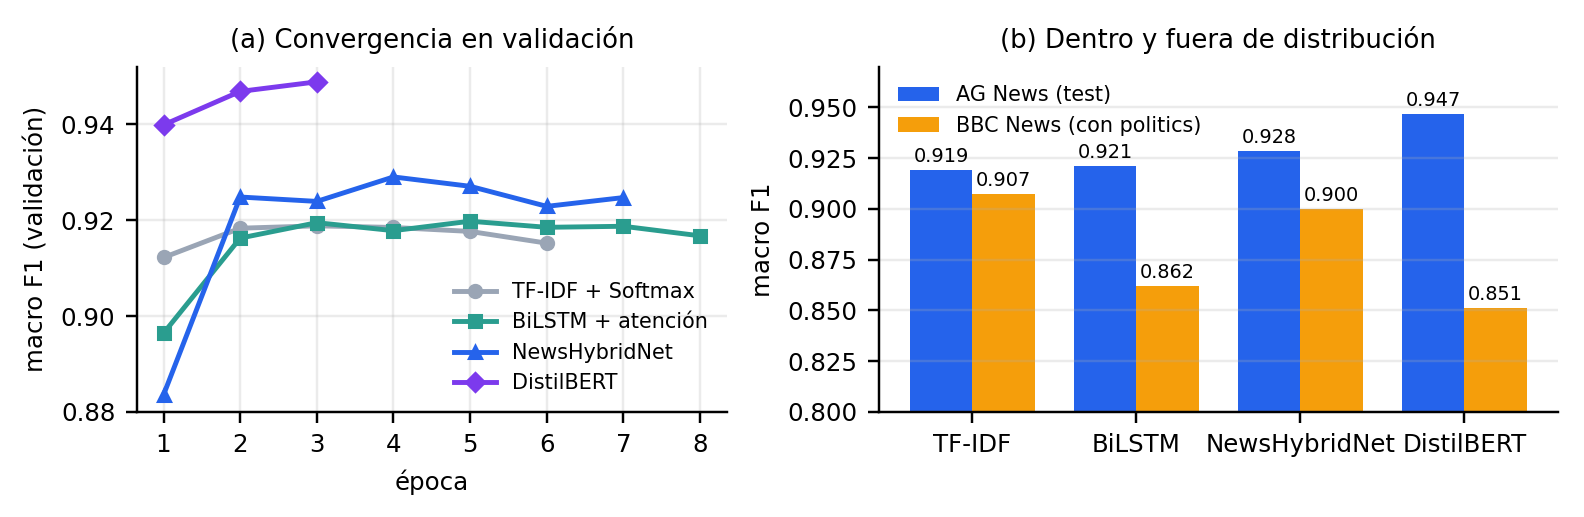 (a) Convergencia en validación
macro F1 (validación)
0.94
0.92
0.90
0.88
1 2 3 4 5 6 7 8
época
TF-IDF + Softmax
BiLSTM + atención
NewsHybridNet
DistilBERT
(b) Dentro y fuera de distribución
macro F1
0.950
0.925
0.900
0.875
0.850
0.825
0.800
AG News (test)
BBC News (con politics)
0.919
0.907
0.921
0.862
0.928
0.900
0.947
0.851
TF-IDF BiLSTM NewsHybridNet DistilBERT